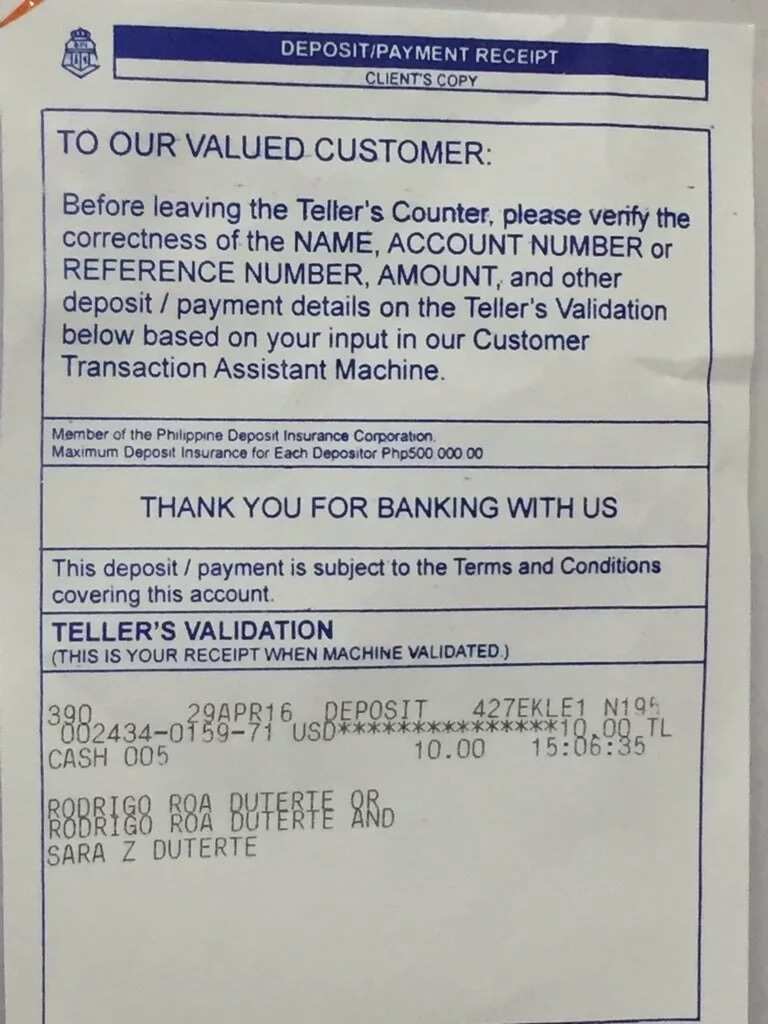 DEPOSIT/PAYMENT RECEIPT
CLIENT'S COPY
TO OUR VALUED CUSTOMER:
Before leaving the Teller's Counter, please verify the
correctness of the NAME, ACCOUNT NUMBER or
REFERENCE NUMBER, AMOUNT, and other
deposit / payment details on the Teller's Validation
below based on your input in our Customer
Transaction Assistant Machine.
Member of the Philippine Deposit Insurance Corporation.
Maximum Deposit Insurance for Each Depositor Php500 000 00
THANK YOU FOR BANKING WITH US
This deposit / payment is subject to the Terms and Conditions
covering this account.
TELLER'S VALIDATION
(THIS IS YOUR RECEIPT WHEN MACHINE VALIDATED.)
390 29APR16 DEPOSIT 427EKLE1
002434-0159-71 USD***************10.00 TL
CASH 005 10.00 15:06:35
RODRIGO ROA DUTERTE OR
RODRIGO ROA DUTERTE AND
SARA Z DUTERTE